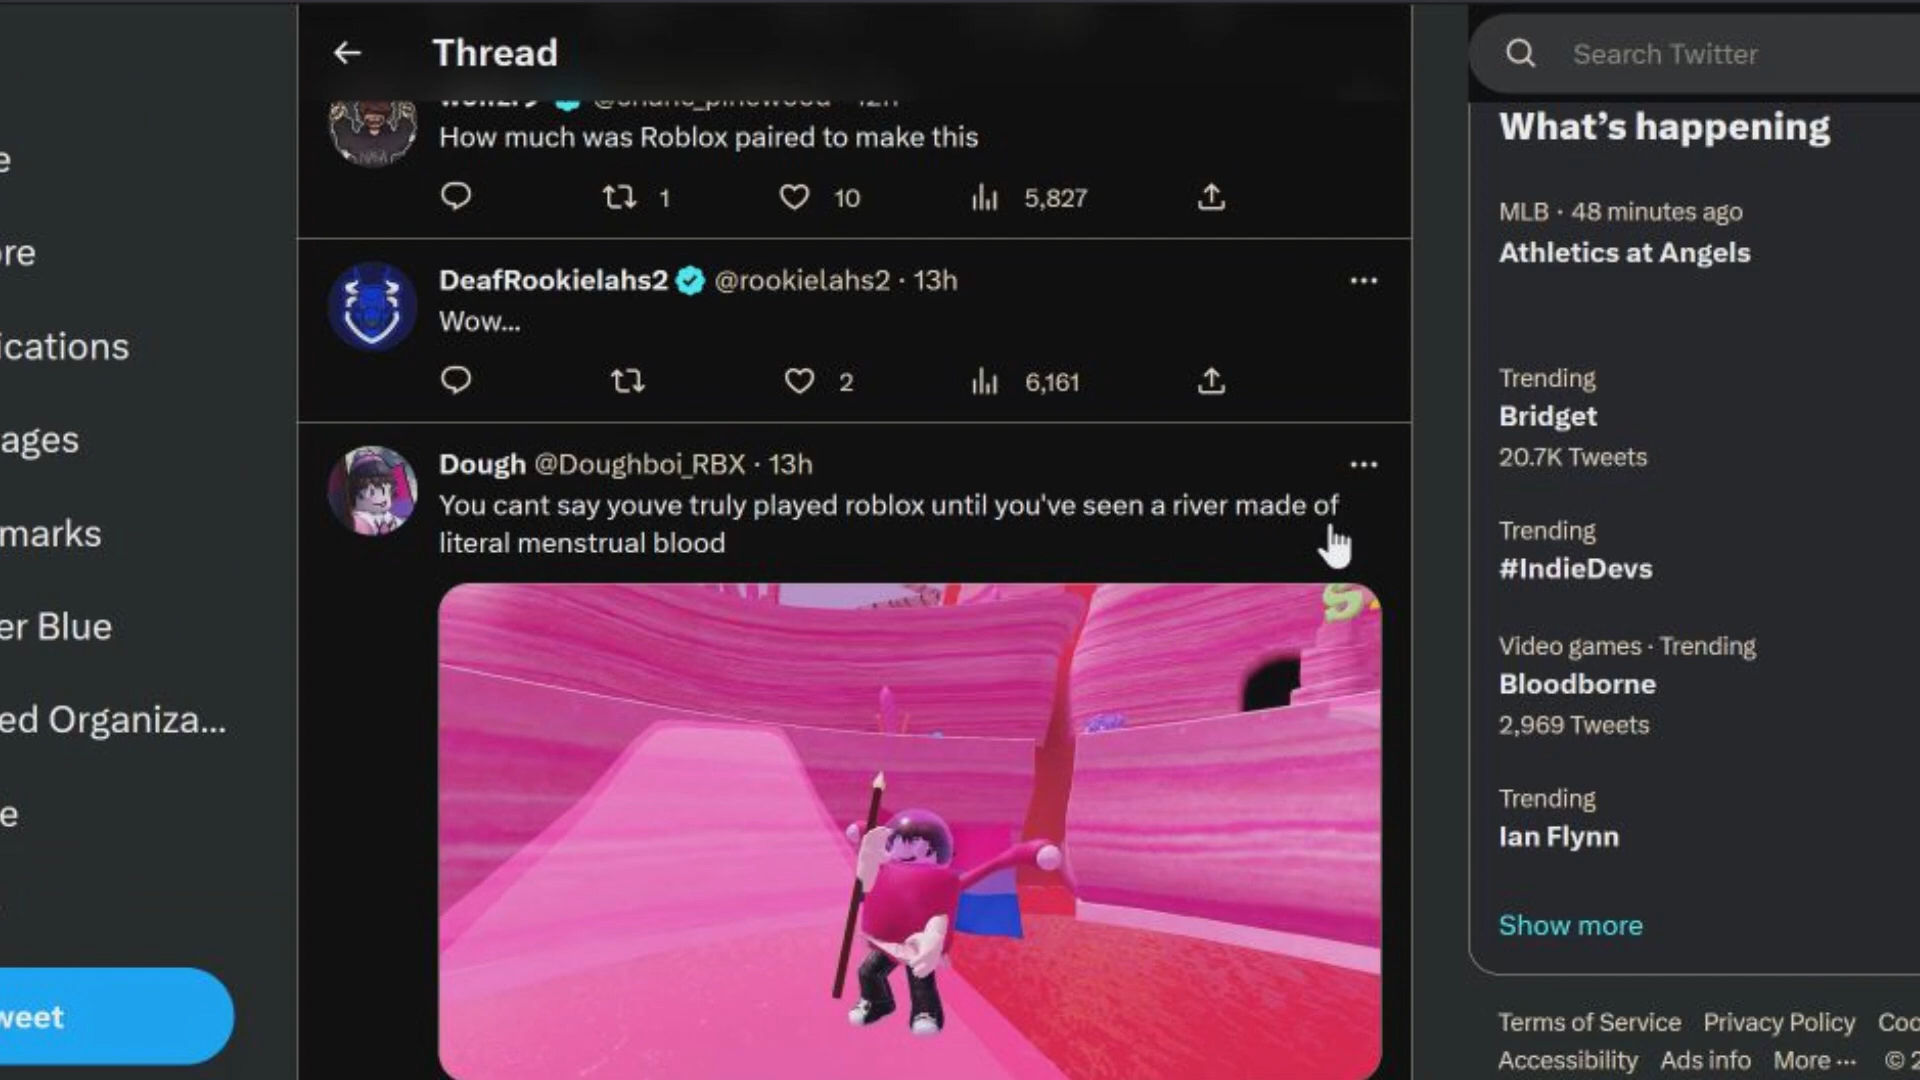 Thread
How much was Roblox paired to make this
1
10
5,827
DeafRookielahs2 @rookielahs2 · 13h
Wow...
2
6,161
Dough @Doughboi_RBX · 13h
You cant say youve truly played roblox until you've seen a river made of
literal menstrual blood
S
e
re
ications
ages
marks
er Blue
ed Organiza...
e
weet
Search Twitter
What's happening
MLB · 48 minutes ago
Athletics at Angels
Trending
Bridget
20.7K Tweets
Trending
#IndieDevs
Video games · Trending
Bloodborne
2,969 Tweets
Trending
Ian Flynn
Show more
Terms of Service Privacy Policy Coo
Accessibility Ads info More ··· © 2